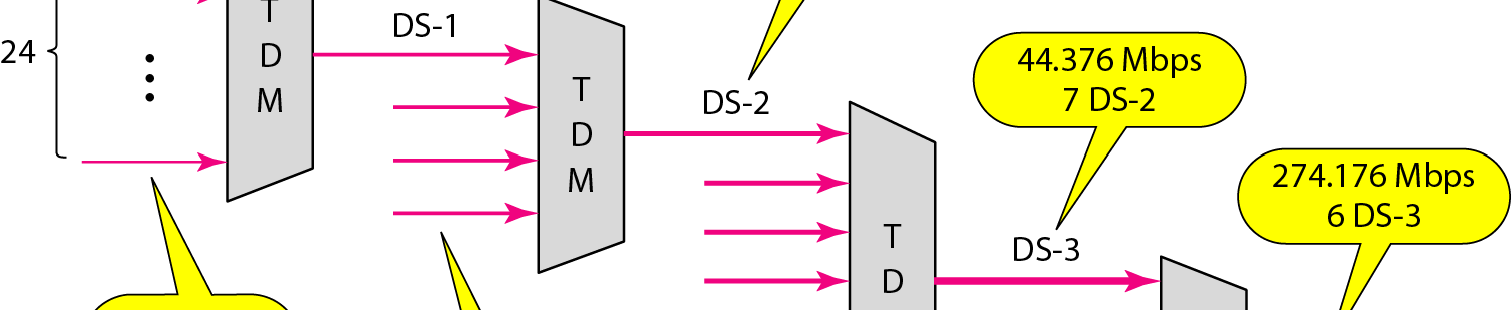 24
T
D
M
DS-1
T
D
M
DS-2
T
D
44.376 Mbps
7 DS-2
DS-3
274.176 Mbps
6 DS-3